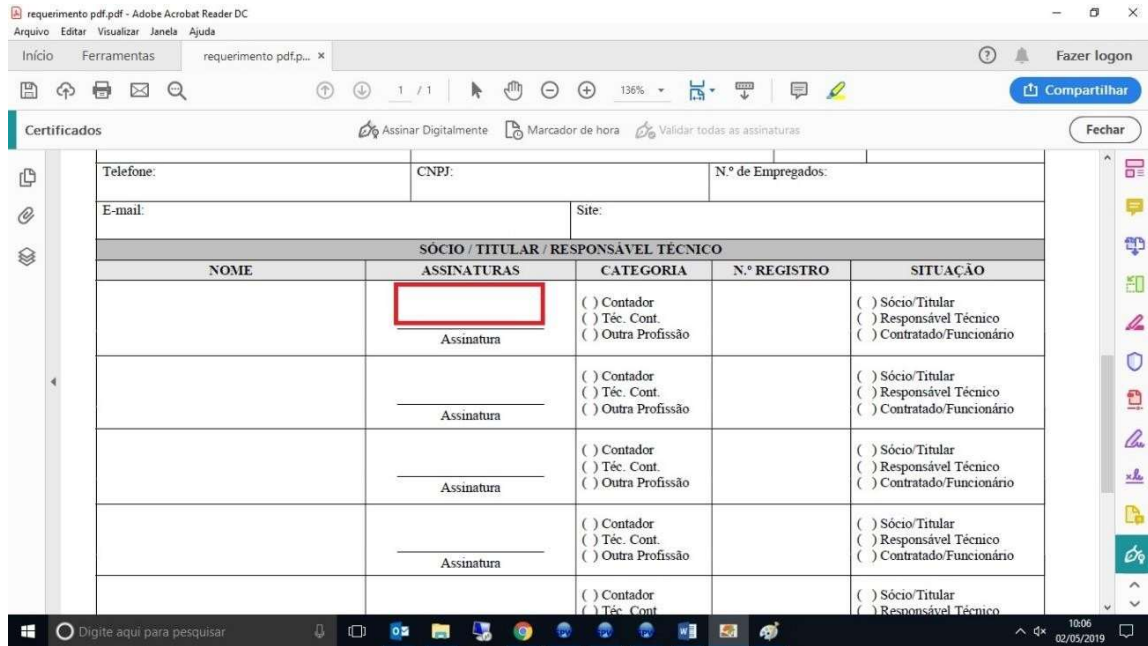 requerimento pdf.pdf - Adobe Acrobat Reader DC
Arquivo Editar Visualizar Janela Ajuda
Início Ferramentas requerimento pdf.p... × Fazer logon
1 / 1 136% Compartilhar
Certificados Assinar Digitalmente Marcador de hora Validar todas as assinaturas Fechar
Telefone: CNPJ: N.º de Empregados:
E-mail: Site:
SÓCIO / TITULAR / RESPONSÁVEL TÉCNICO
NOME ASSINATURAS CATEGORIA N.º REGISTRO SITUAÇÃO
( ) Contador ( ) Sócio/Titular
( ) Téc. Cont. ( ) Responsável Técnico
( ) Outra Profissão ( ) Contratado/Funcionário
Assinatura
( ) Contador ( ) Sócio/Titular
( ) Téc. Cont. ( ) Responsável Técnico
( ) Outra Profissão ( ) Contratado/Funcionário
Assinatura
( ) Contador ( ) Sócio/Titular
( ) Téc. Cont. ( ) Responsável Técnico
( ) Outra Profissão ( ) Contratado/Funcionário
Assinatura
( ) Contador ( ) Sócio/Titular
( ) Téc. Cont. ( ) Responsável Técnico
( ) Outra Profissão ( ) Contratado/Funcionário
Assinatura
( ) Contador ( ) Sócio/Titular
( ) Téc. Cont ( ) Responsável Técnico
Digite aqui para pesquisar 10:06
02/05/2019